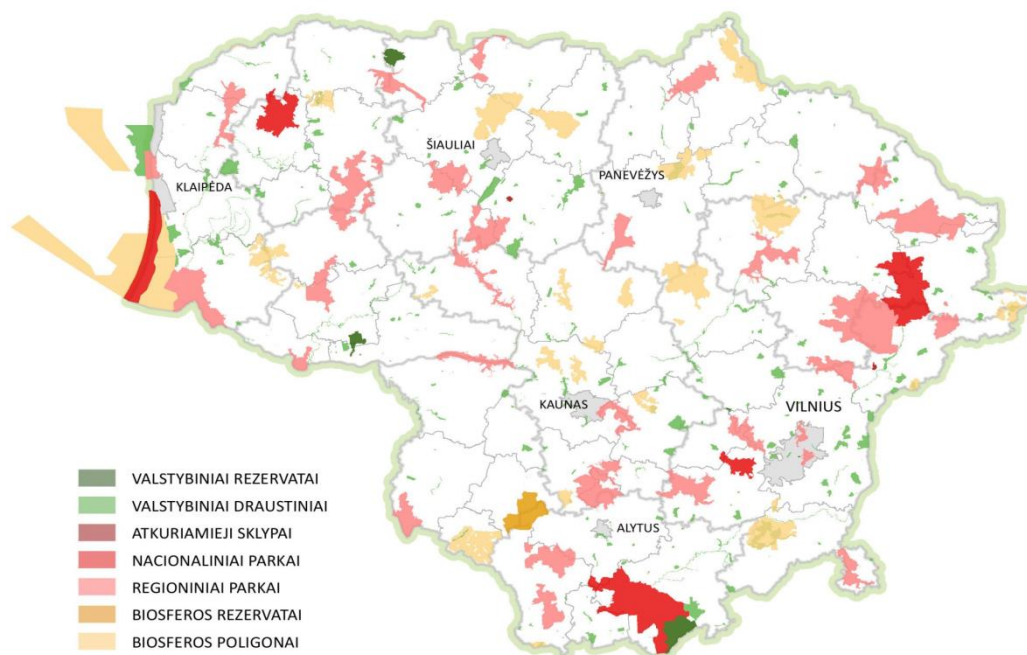 ŠIAULIAI
PANEVĖŽYS
KLAIPĖDA
KAUNAS
VILNIUS
ALYTUS
VALSTYBINIAI REZERVATAI
VALSTYBINIAI DRAUSTINIAI
ATKURIAMIEJI SKLYPAI
NACIONALINIAI PARKAI
REGIONINIAI PARKAI
BIOSFEROS REZERVATAI
BIOSFEROS POLIGONAI